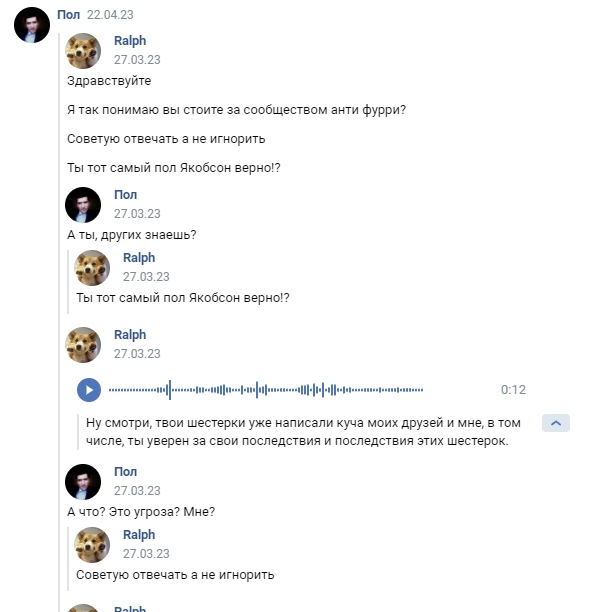 Пол 22.04.23
Ralph
27.03.23
Здравствуйте
Я так понимаю вы стоите за сообществом анти фурри?
Советую отвечать а не игнорить
Ты тот самый пол Якобсон верно!?
Пол
27.03.23
А ты, других знаешь?
Ralph
27.03.23
Ты тот самый пол Якобсон верно!?
Ralph
27.03.23
0:12
Ну смотри, твои шестерки уже написали куча моих друзей и мне, в том
числе, ты уверен за свои последствия и последствия этих шестерок.
Пол
27.03.23
А что? Это угроза? Мне?
Ralph
27.03.23
Советую отвечать а не игнорить
Ralph